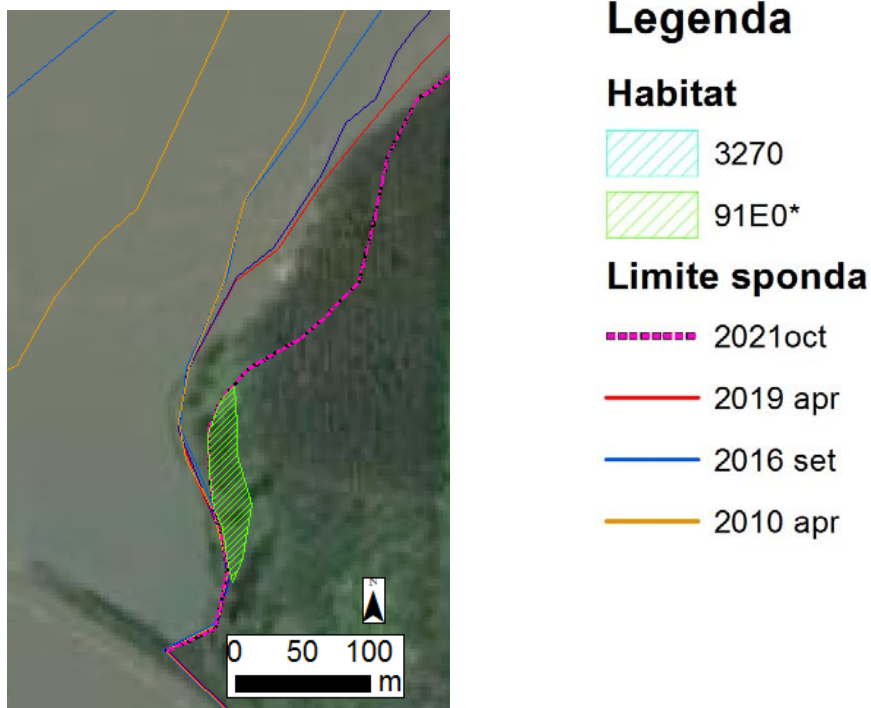 Legenda
Habitat
3270
91E0*
Limite sponda
2021oct
2019 apr
2016 set
2010 apr
N
0 50 100
m